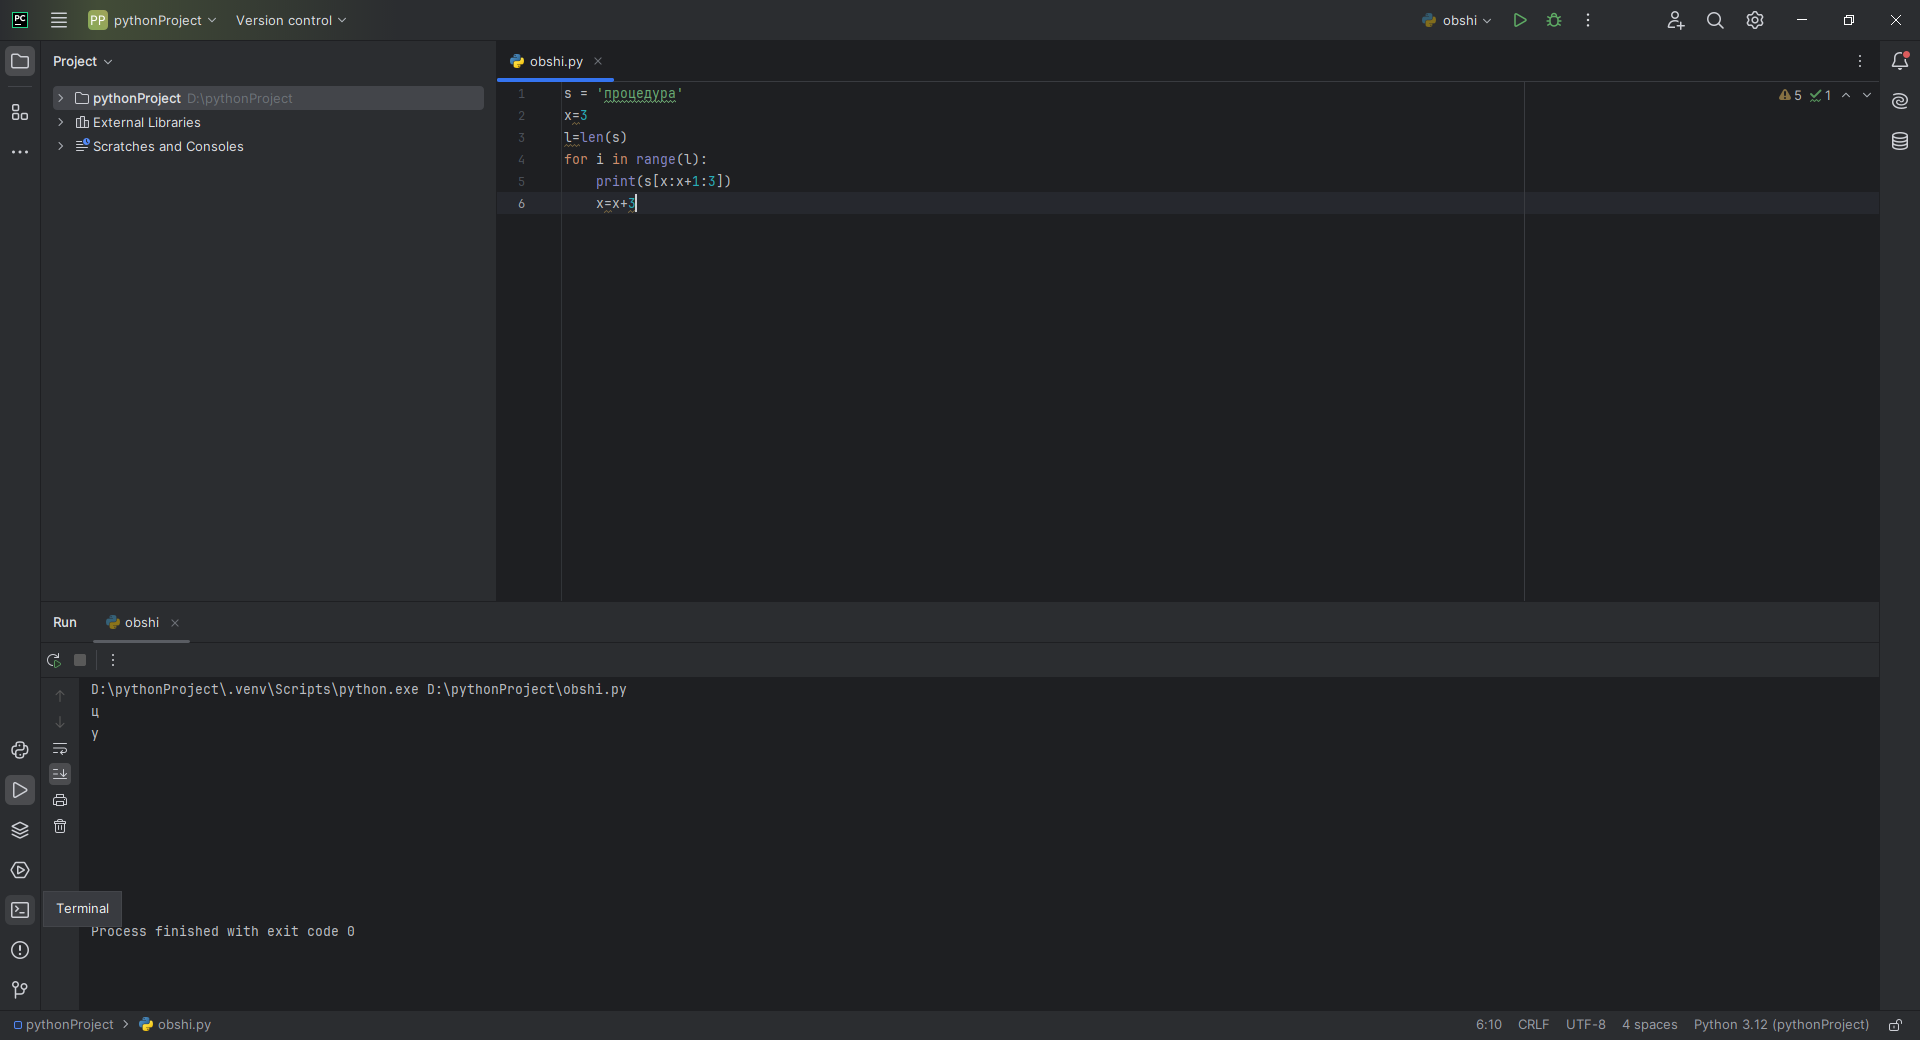 PC
PP pythonProject Version control obshi
Project
pythonProject D:\pythonProject
External Libraries
Scratches and Consoles
obshi.py
5 1
1 s = 'процедура'
2 x=3
3 l=len(s)
4 for i in range(l):
5 print(s[x:x+1:3])
6 x=x+3
Run obshi
D:\pythonProject\.venv\Scripts\python.exe D:\pythonProject\obshi.py
ц
у
Terminal
Process finished with exit code 0
pythonProject > obshi.py 6:10 CRLF UTF-8 4 spaces Python 3.12 (pythonProject)